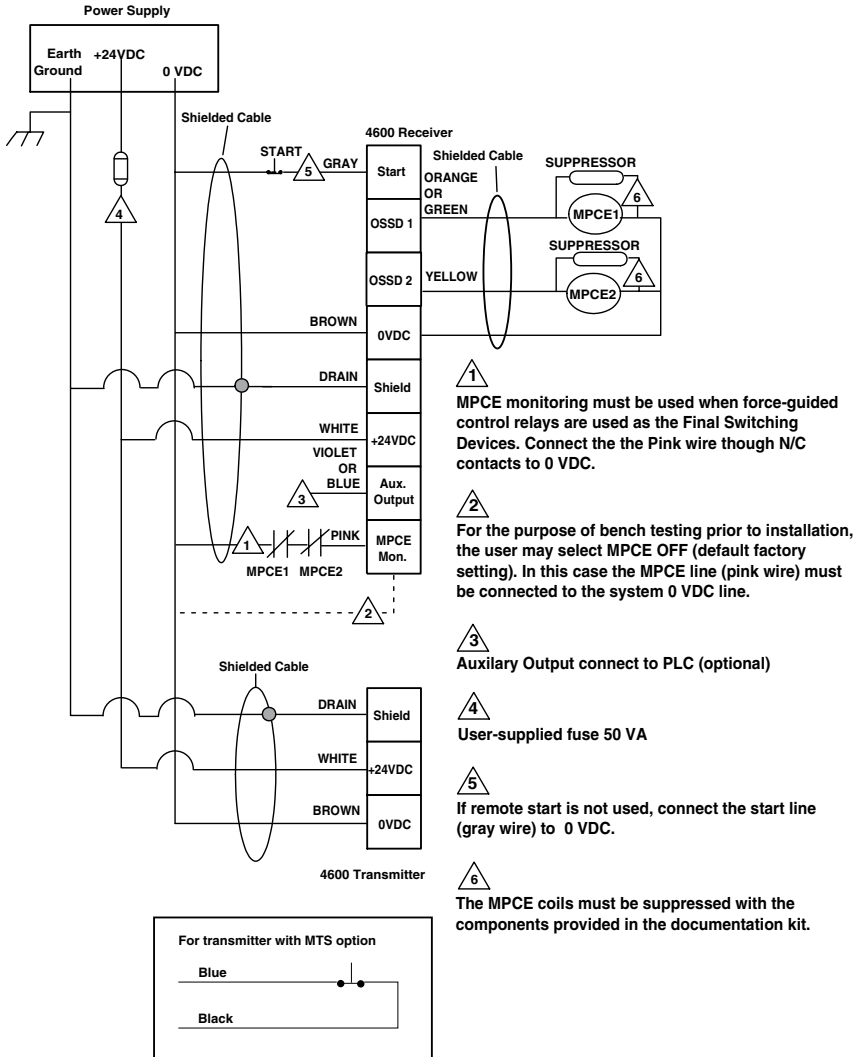 Power Supply
Earth
Ground
+24VDC
0 VDC
Shielded Cable
4600 Receiver
START
5
GRAY
Start
Shielded Cable
ORANGE
OR
GREEN
OSSD 1
SUPPRESSOR
6
MPCE1
SUPPRESSOR
6
MPCE2
4
OSSD 2
YELLOW
BROWN
0VDC
DRAIN
Shield
WHITE
+24VDC
VIOLET
OR
BLUE
3
Aux.
Output
1
PINK
MPCE
Mon.
MPCE1 MPCE2
2
Shielded Cable
DRAIN
Shield
WHITE
+24VDC
BROWN
0VDC
4600 Transmitter
For transmitter with MTS option
Blue
Black
1
MPCE monitoring must be used when force-guided
control relays are used as the Final Switching
Devices. Connect the the Pink wire though N/C
contacts to 0 VDC.
2
For the purpose of bench testing prior to installation,
the user may select MPCE OFF (default factory
setting). In this case the MPCE line (pink wire) must
be connected to the system 0 VDC line.
3
Auxilary Output connect to PLC (optional)
4
User-supplied fuse 50 VA
5
If remote start is not used, connect the start line
(gray wire) to 0 VDC.
6
The MPCE coils must be suppressed with the
components provided in the documentation kit.